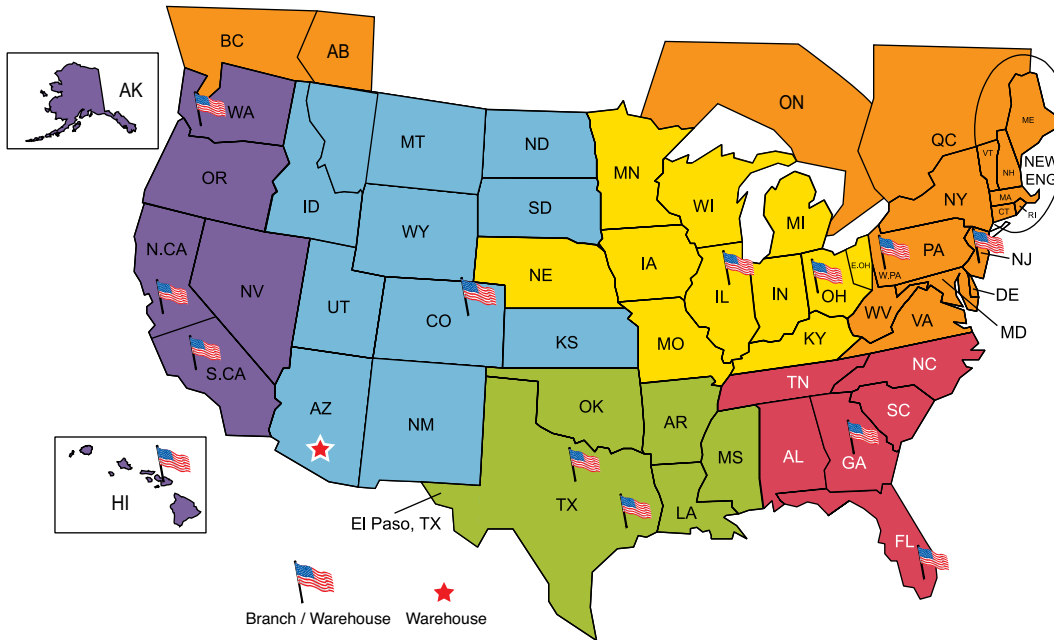 BC
AB
AK
WA
MT
ND
MN
ON
QC
ME
VT
NH
NEW
ENG
OR
ID
SD
WI
MI
NY
MA
CT
RI
WY
N.CA
NV
UT
CO
NE
IA
IL
IN
OH
E.OH
W.PA
PA
NJ
DE
MD
WV
VA
KS
MO
KY
S.CA
AZ
NM
OK
AR
TN
NC
SC
MS
AL
GA
HI
El Paso, TX
TX
LA
FL
Branch / Warehouse
Warehouse